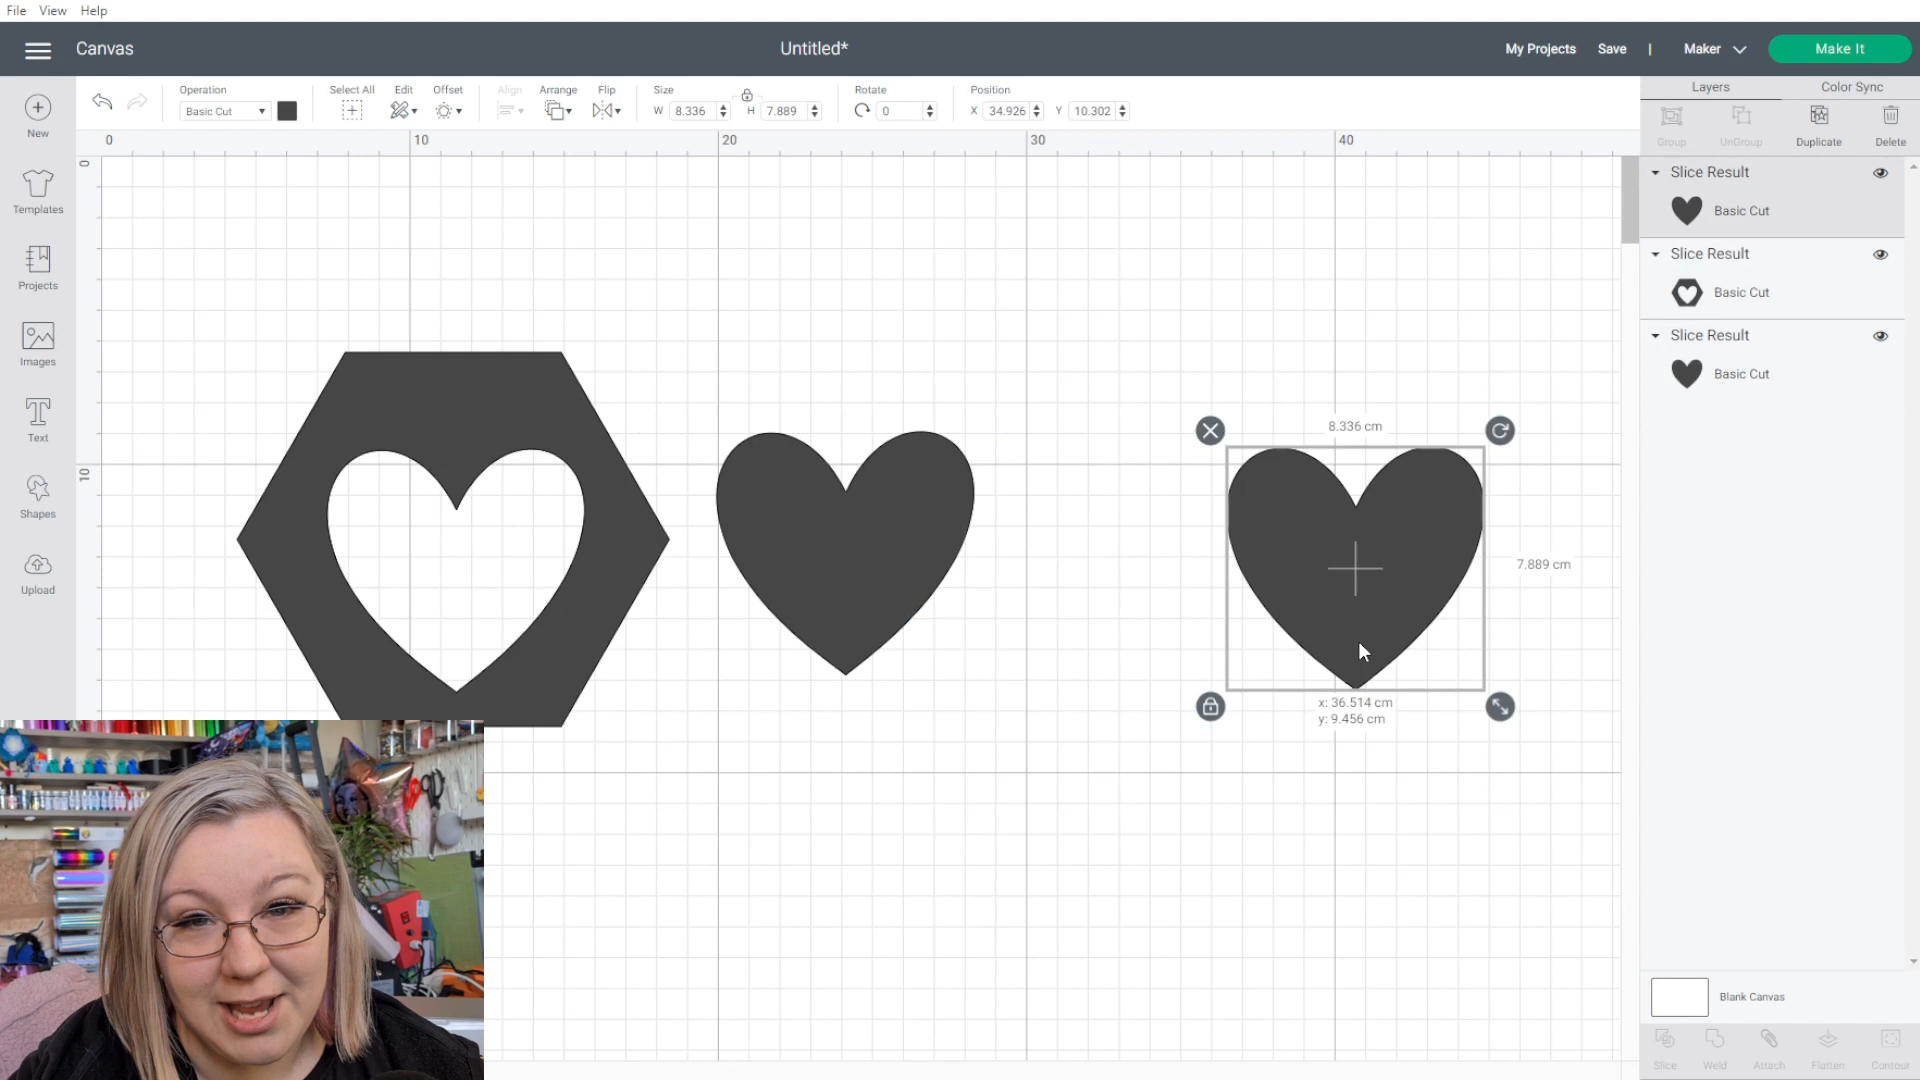 File View Help
Canvas
Untitled*
My Projects Save | Maker
Make It
Operation
Basic Cut
Select All
Edit
Offset
Align
Arrange
Flip
Size
W 8.336
H 7.889
Rotate
0
Position
X 34.926
Y 10.302
Layers
Color Sync
Group
UnGroup
Duplicate
Delete
New
Templates
Projects
Images
Text
Shapes
Upload
0 10 20 30 40
0
10
8.336 cm
7.889 cm
x: 36.514 cm
y: 9.456 cm
Slice Result
Basic Cut
Slice Result
Basic Cut
Slice Result
Basic Cut
Blank Canvas
Slice
Weld
Attach
Flatten
Contour